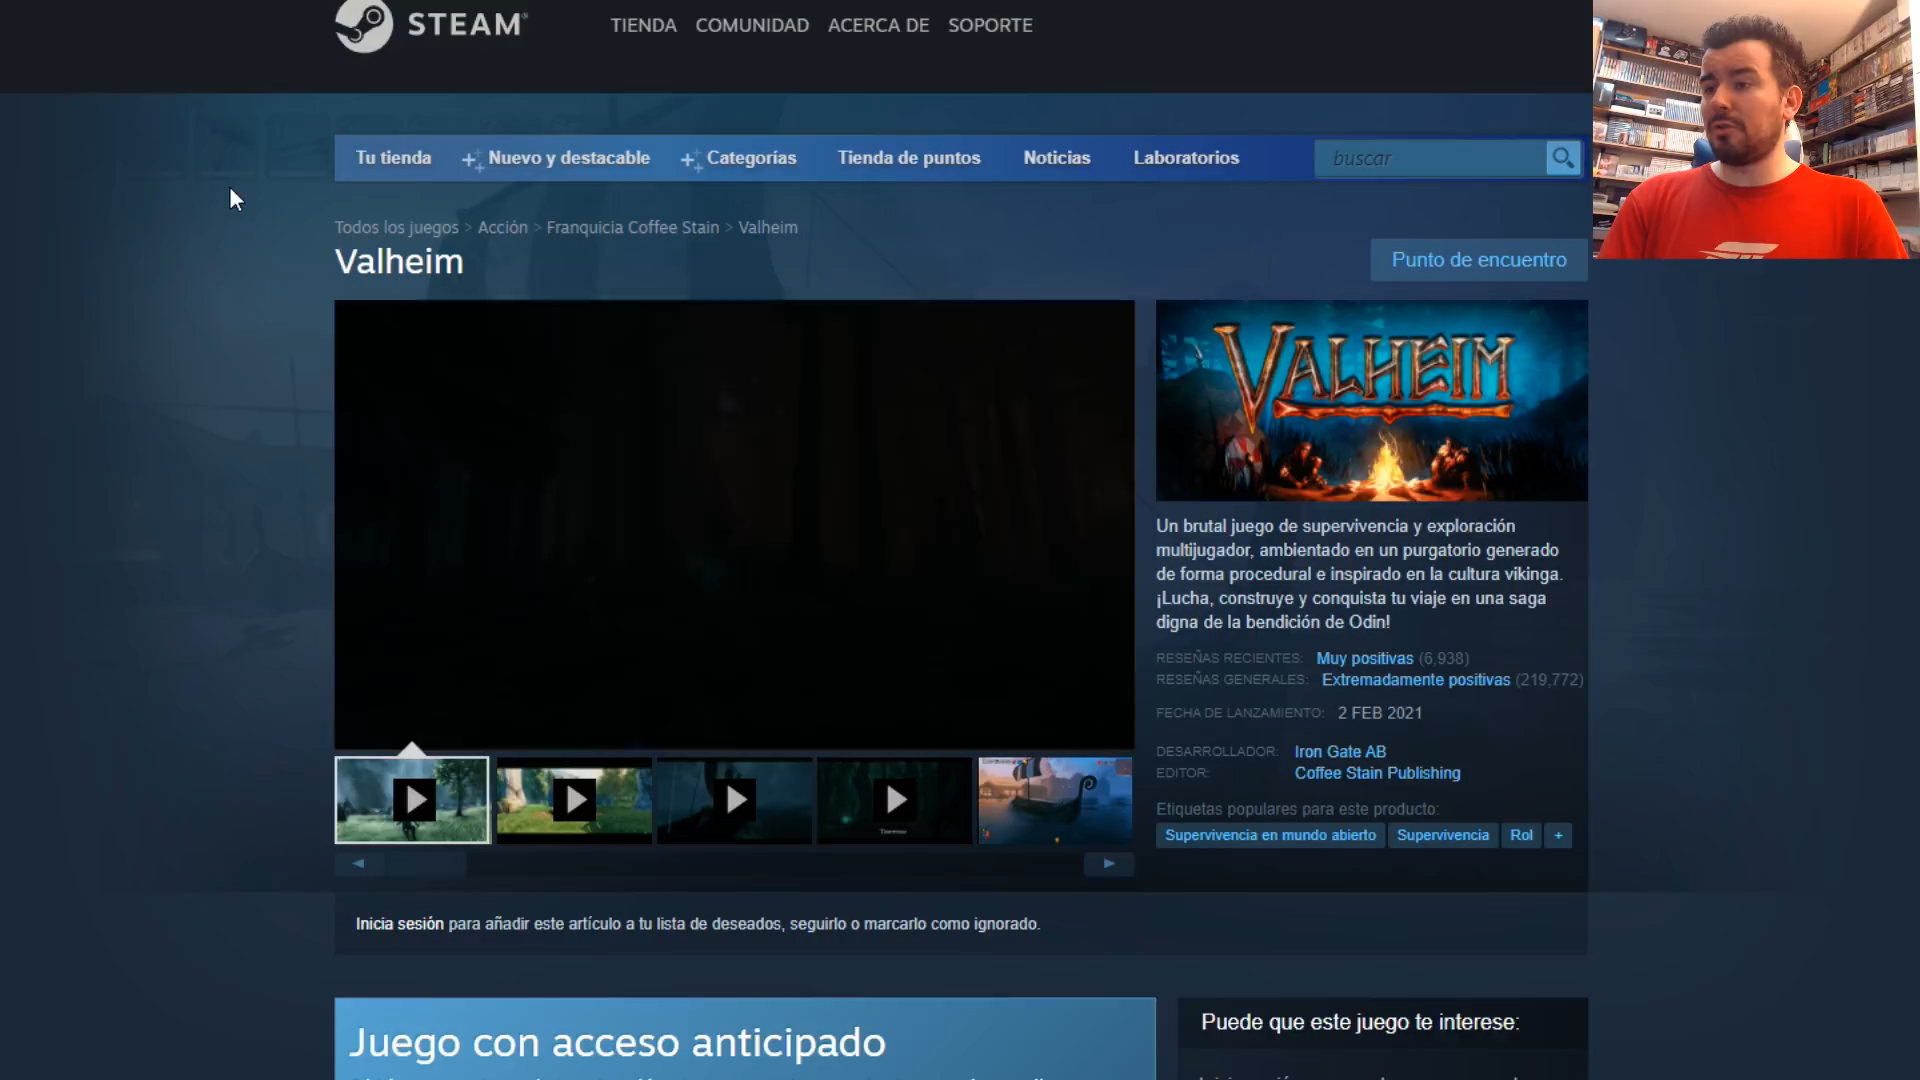 STEAM®
TIENDA COMUNIDAD ACERCA DE SOPORTE
Tu tienda Nuevo y destacable Categorías Tienda de puntos Noticias Laboratorios buscar
Todos los juegos > Acción > Franquicia Coffee Stain > Valheim
Valheim
Punto de encuentro
VALHEIM
Un brutal juego de supervivencia y exploración
multijugador, ambientado en un purgatorio generado
de forma procedural e inspirado en la cultura vikinga.
¡Lucha, construye y conquista tu viaje en una saga
digna de la bendición de Odin!
RESEÑAS RECIENTES: Muy positivas (6,938)
RESEÑAS GENERALES: Extremadamente positivas (219,772)
FECHA DE LANZAMIENTO: 2 FEB 2021
DESARROLLADOR: Iron Gate AB
EDITOR: Coffee Stain Publishing
Etiquetas populares para este producto:
Supervivencia en mundo abierto Supervivencia Rol +
Inicia sesión para añadir este artículo a tu lista de deseados, seguirlo o marcarlo como ignorado.
Juego con acceso anticipado
Puede que este juego te interese: